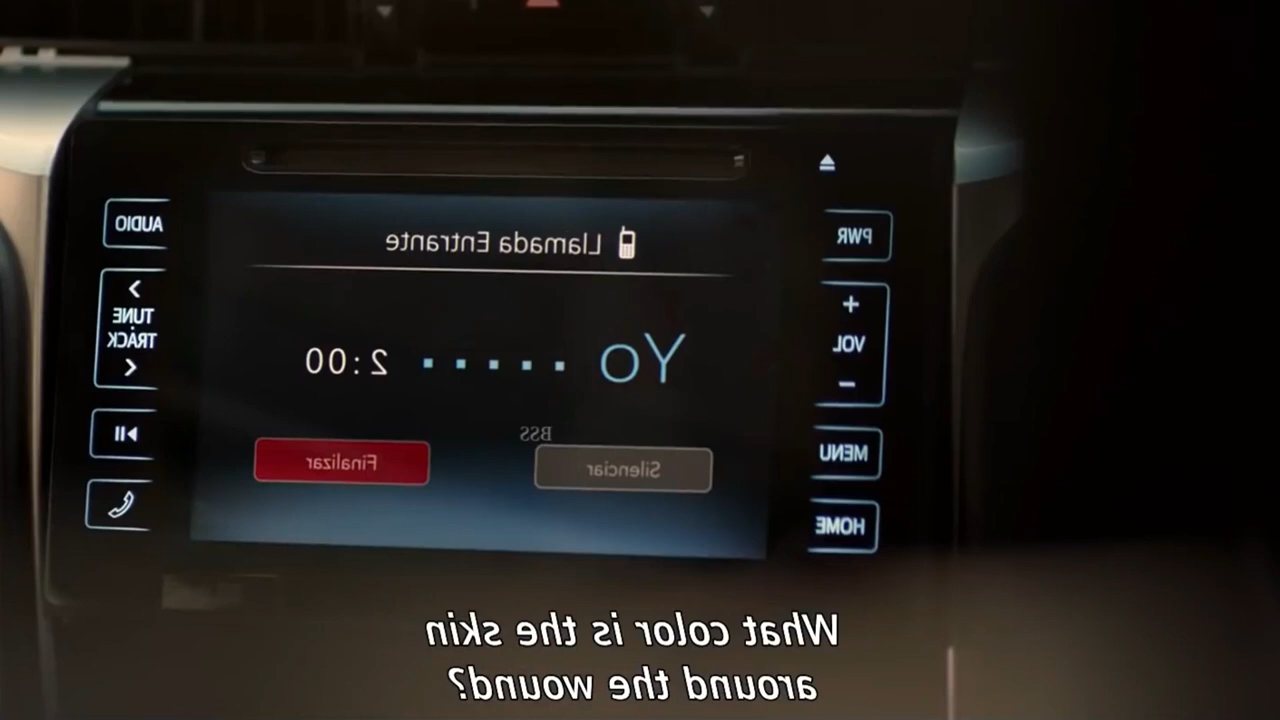 Llamada Entrante
PWR
AUDIO
VOL
Yo
2:00
TUNE
TRACK
BSS
MENU
Silenciar
Finalizar
HOME
What color is the skin
around the wound?